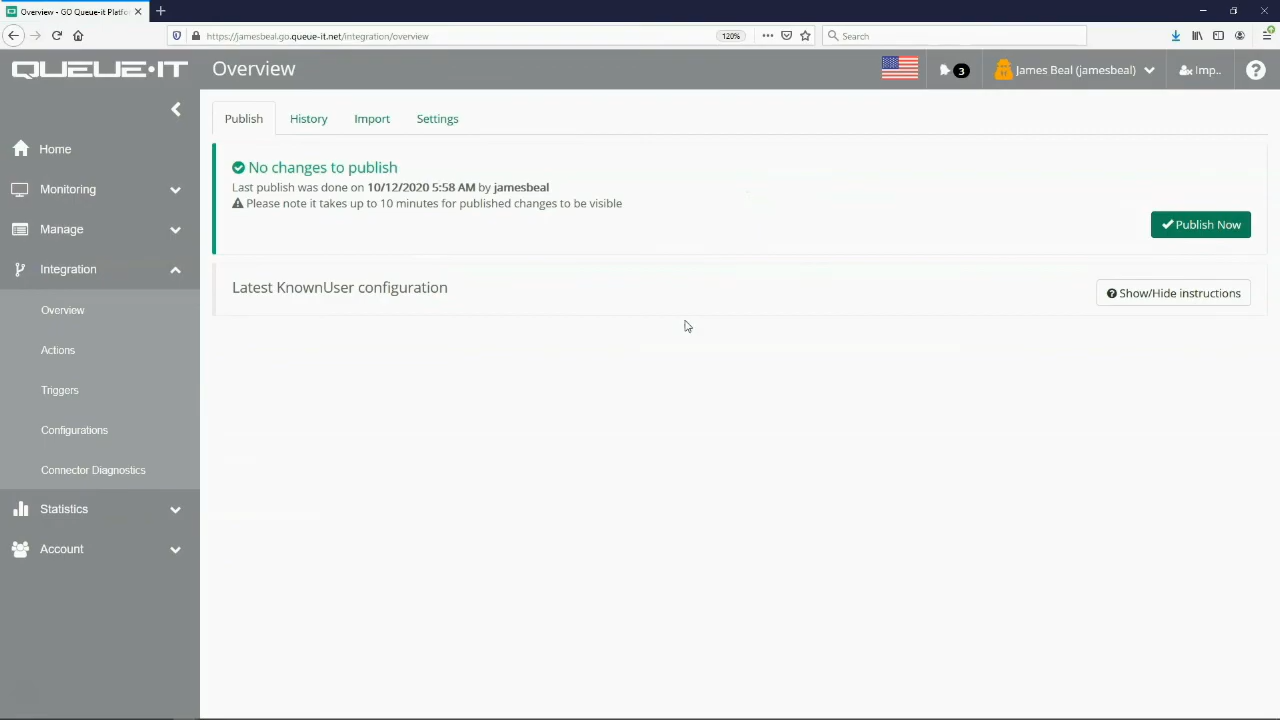 Overview - GO Queue-it Platfo
https://jamesbeal.go.queue-it.net/integration/overview
120%
Search
QUEUE-IT
Overview
3
James Beal (jamesbeal)
Imp..
Publish
History
Import
Settings
Home
Monitoring
Manage
Integration
Overview
Actions
Triggers
Configurations
Connector Diagnostics
Statistics
Account
No changes to publish
Last publish was done on 10/12/2020 5:58 AM by jamesbeal
Please note it takes up to 10 minutes for published changes to be visible
Publish Now
Latest KnownUser configuration
Show/Hide instructions